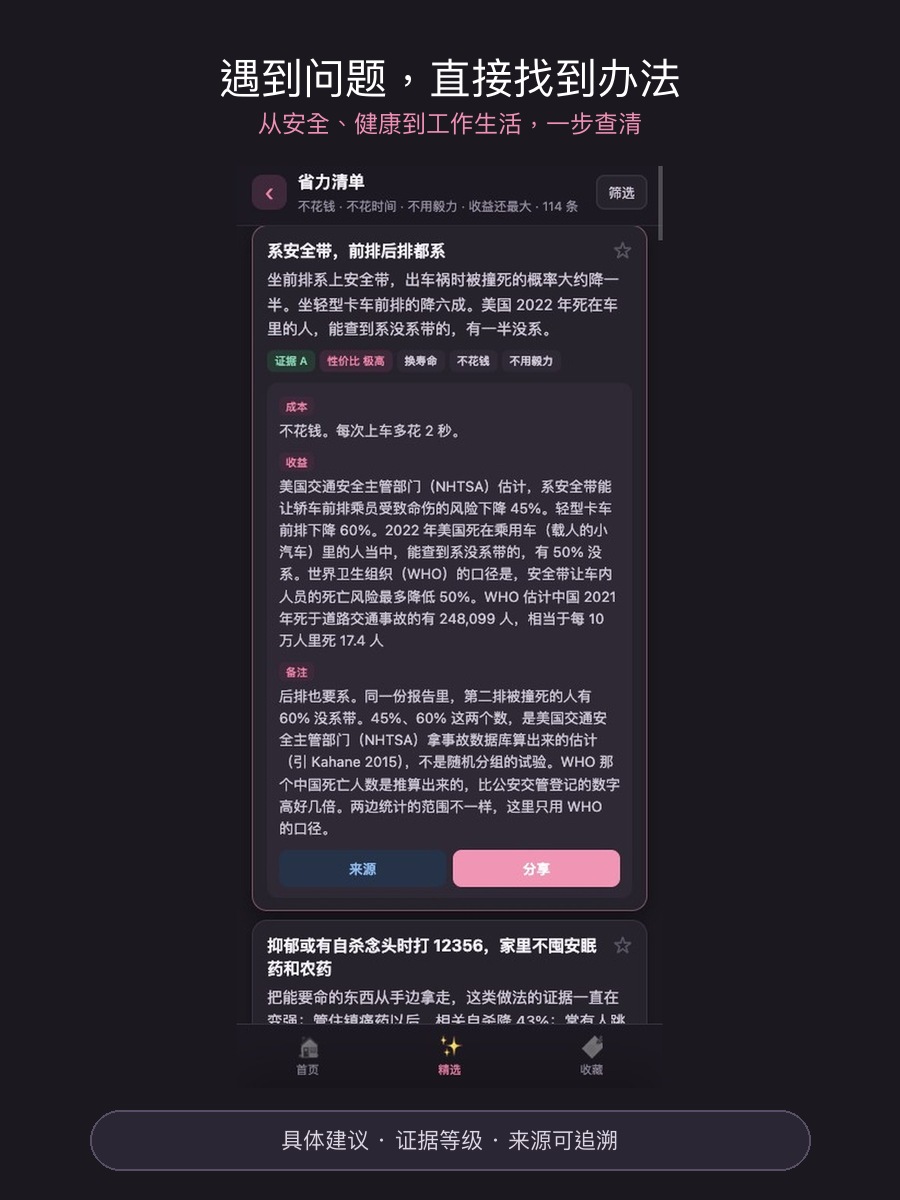 遇到问题，直接找到办法
从安全、健康到工作生活，一步查清
省力清单
不花钱 · 不花时间 · 不用毅力 · 收益还最大 · 114 条
筛选
系安全带，前排后排都系
坐前排系上安全带，出车祸时被撞死的概率大约降一
半。坐轻型卡车前排的降六成。美国 2022 年死在车
里的人，能查到系没系带的，有一半没系。
证据 A 性价比 极高 换寿命 不花钱 不用毅力
成本
不花钱。每次上车多花 2 秒。
收益
美国交通安全主管部门（NHTSA）估计，系安全带能
让轿车前排乘员受致命伤的风险下降 45%。轻型卡车
前排下降 60%。2022 年美国死在乘用车（载人的小
汽车）里的人当中，能查到系没系带的，有 50% 没
系。世界卫生组织（WHO）的口径是，安全带让车内
人员的死亡风险最多降低 50%。WHO 估计中国 2021
年死于道路交通事故的有 248,099 人，相当于每 10
万人里死 17.4 人
备注
后排也要系。同一份报告里，第二排被撞死的人有
60% 没系带。45%、60% 这两个数，是美国交通安
全主管部门（NHTSA）拿事故数据库算出来的估计
（引 Kahane 2015），不是随机分组的试验。WHO 那
个中国死亡人数是推算出来的，比公安交管登记的数字
高好几倍。两边统计的范围不一样，这里只用 WHO
的口径。
来源 分享
抑郁或有自杀念头时打 12356，家里不囤安眠
药和农药
把能要命的东西从手边拿走，这类做法的证据一直在
变强：管住镇痛药以后，相关自杀降 43%；常有人跳
首页 精选 收藏
具体建议 · 证据等级 · 来源可追溯